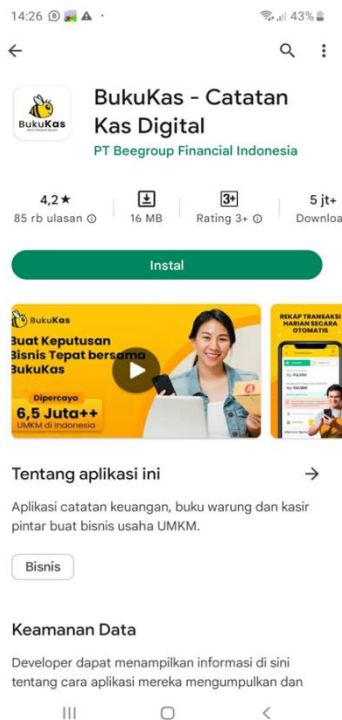 14:26
43%
BukuKas
BukuKas - Catatan
Kas Digital
PT Beegroup Financial Indonesia
4,2★
85 rb ulasan
16 MB
3+
Rating 3+
5 jt+
Downloa
Instal
BukuKas
Buat Keputusan
Bisnis Tepat bersama
BukuKas
Dipercaya
6,5 Juta++
UMKM di Indonesia
REKAP TRANSAKSI
HARIAN SECARA
OTOMATIS
Tentang aplikasi ini
Aplikasi catatan keuangan, buku warung dan kasir
pintar buat bisnis usaha UMKM.
Bisnis
Keamanan Data
Developer dapat menampilkan informasi di sini
tentang cara aplikasi mereka mengumpulkan dan